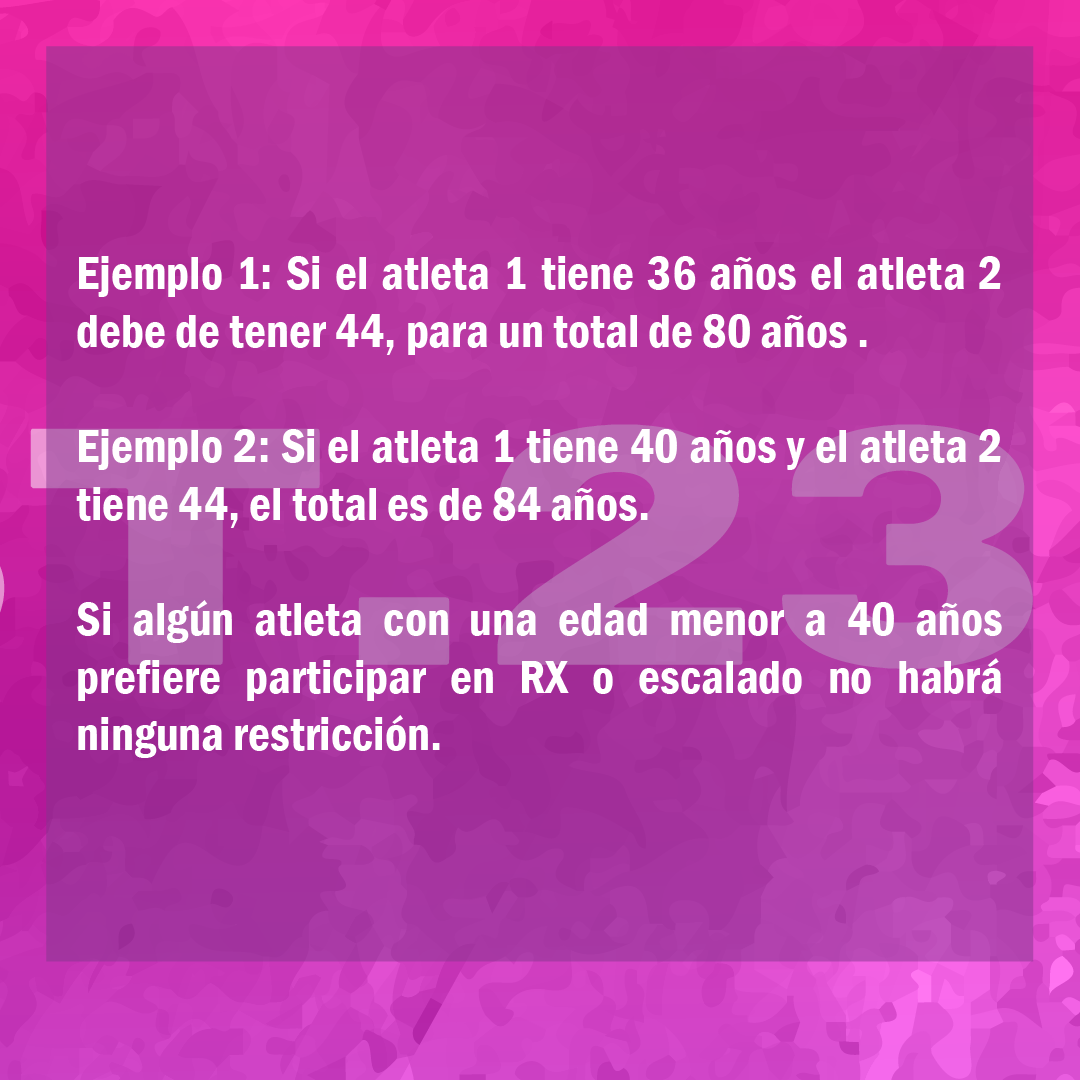 Ejemplo 1: Si el atleta 1 tiene 36 años el atleta 2
debe de tener 44, para un total de 80 años .
Ejemplo 2: Si el atleta 1 tiene 40 años y el atleta 2
tiene 44, el total es de 84 años.
T.23
Si algún atleta con una edad menor a 40 años
prefiere participar en RX o escalado no habrá
ninguna restricción.